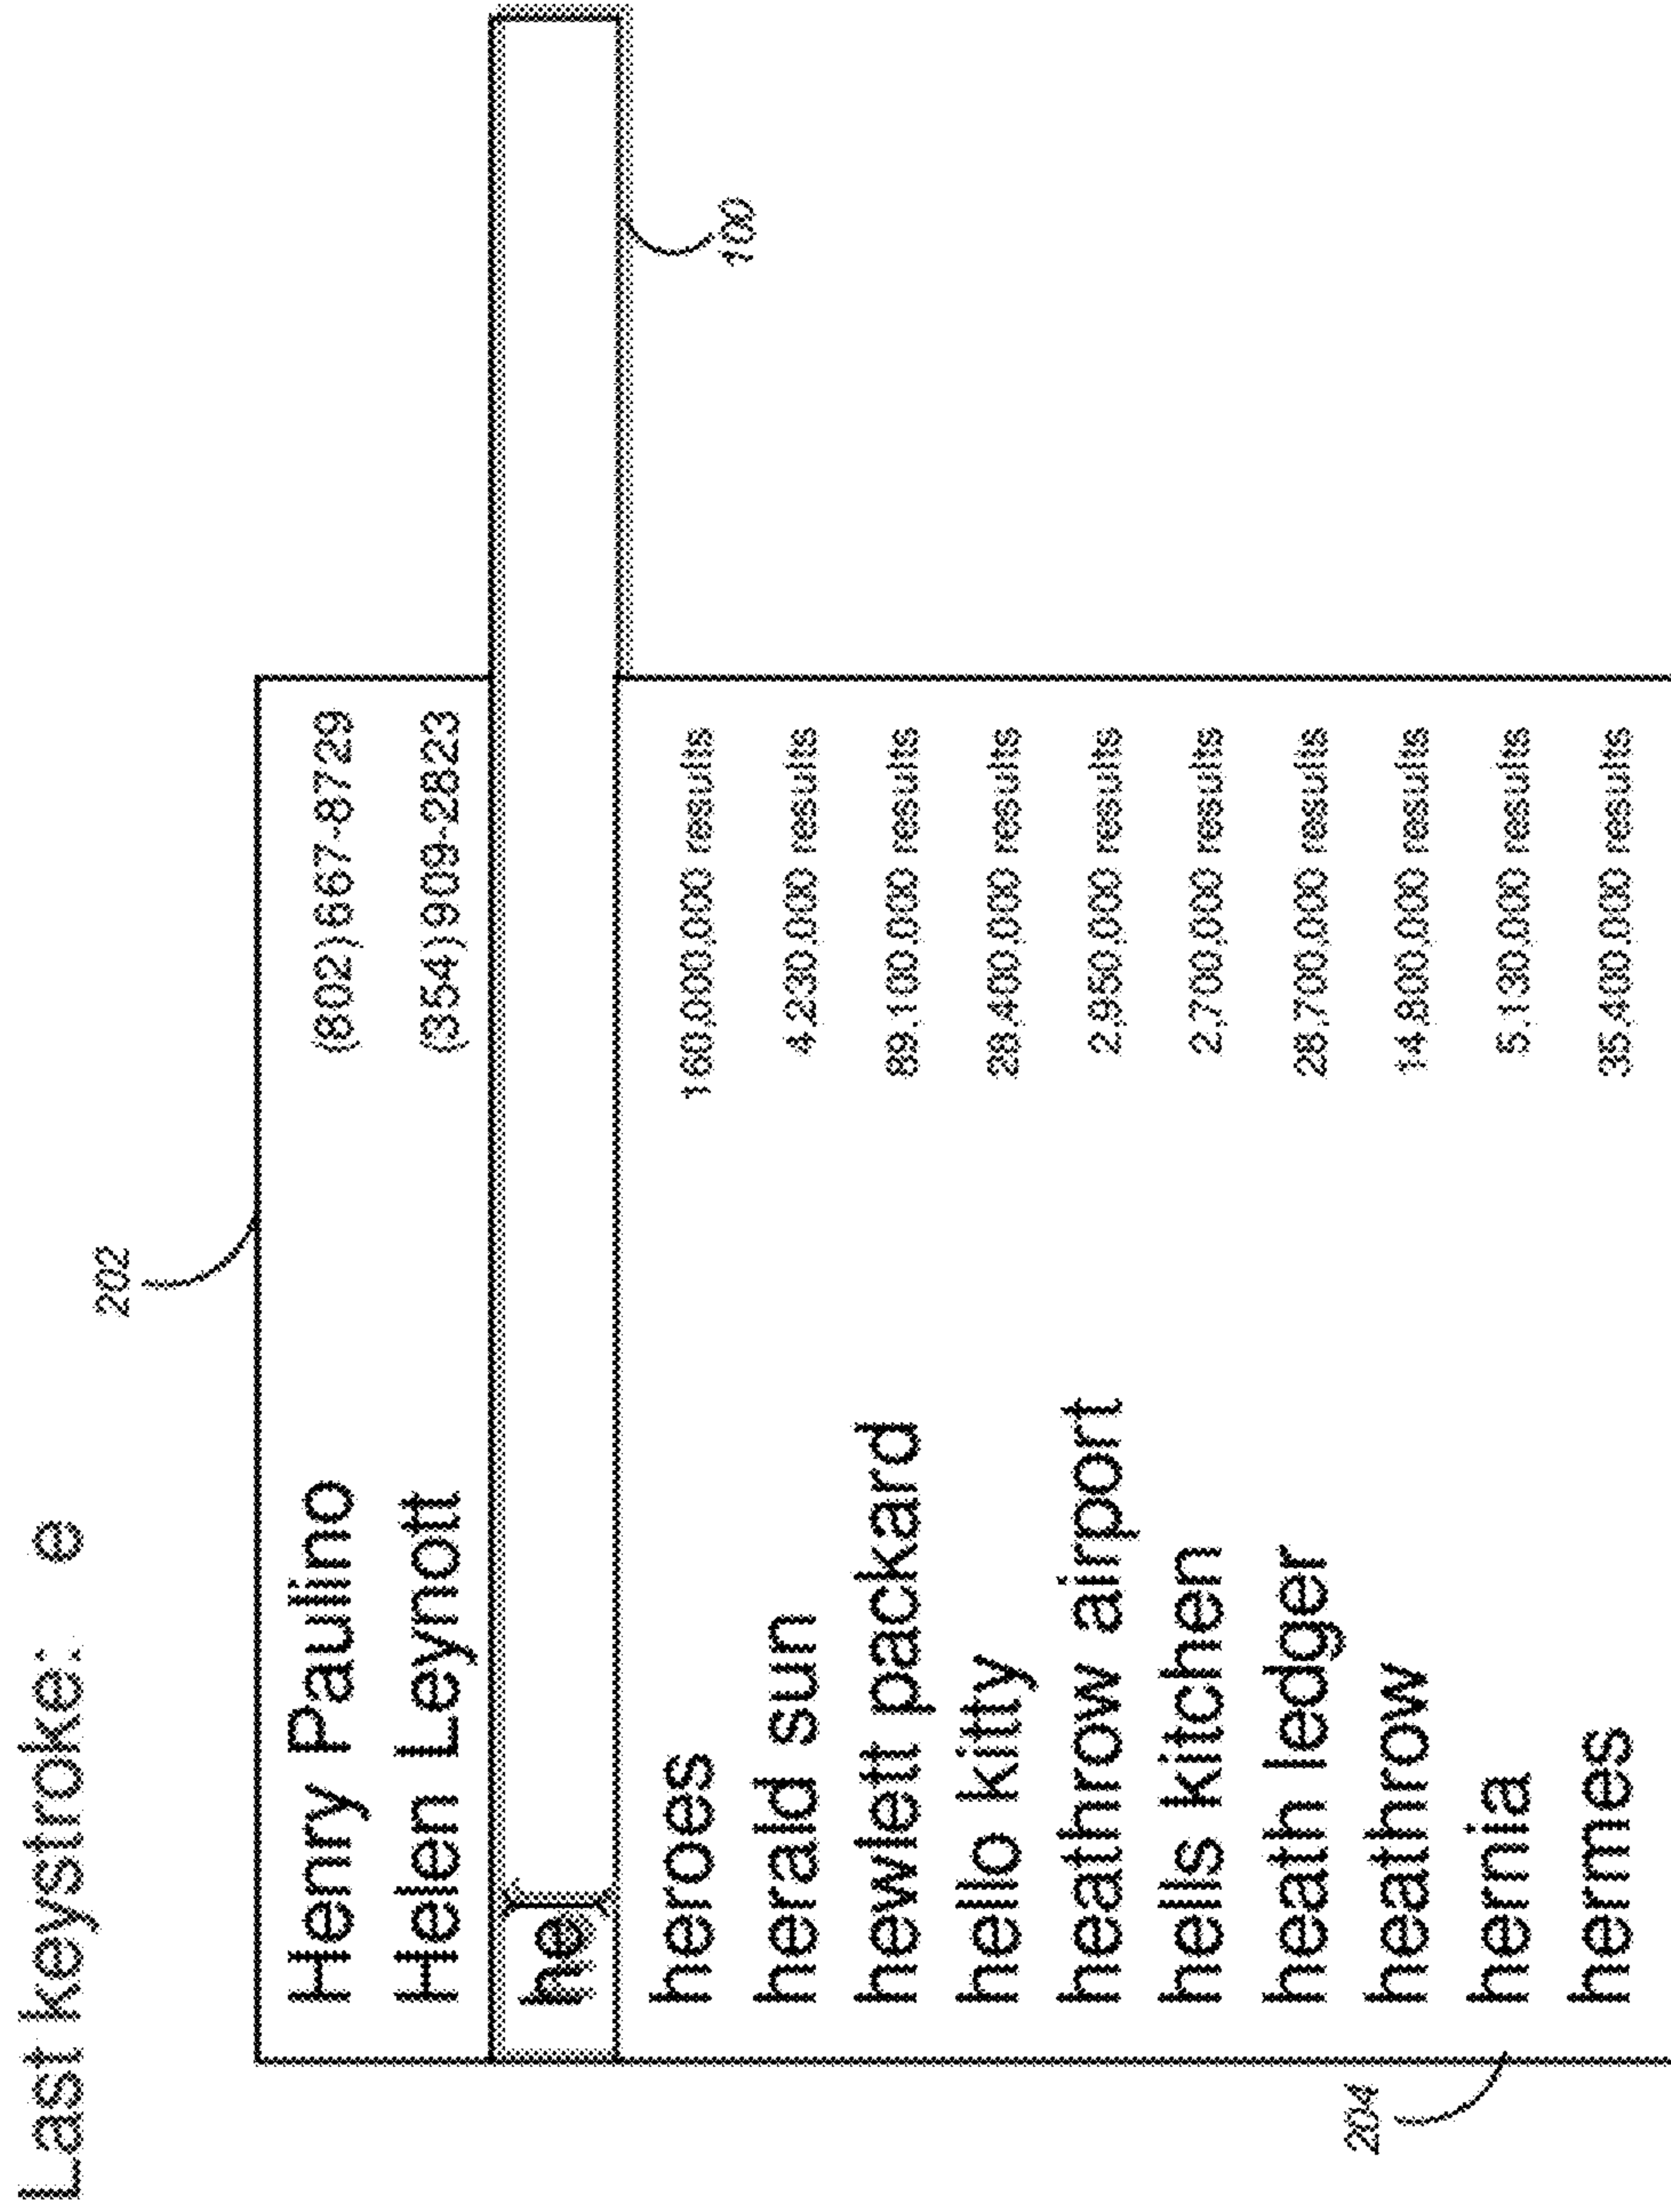 Last keystroke: e
202
Henry Paulino (802)867-8729
Helen Leynott (354)909-2823
he
100
heroes 160,000,000 results
herald sun 4,230,000 results
hewlett packard 89,100,000 results
hello kitty 28,400,000 results
heathrow airport 2,950,000 results
hells kitchen 2,700,000 results
heath ledger 28,700,000 results
heathrow 14,800,000 results
hernia 5,130,000 results
hermes 35,400,000 results
204